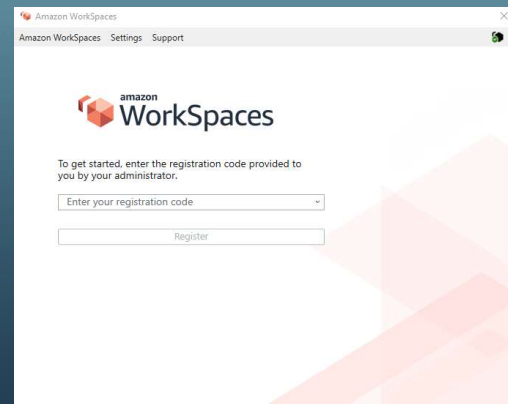 Amazon WorkSpaces
Amazon WorkSpaces Settings Support
amazon
WorkSpaces
To get started, enter the registration code provided to
you by your administrator.
Enter your registration code
Register